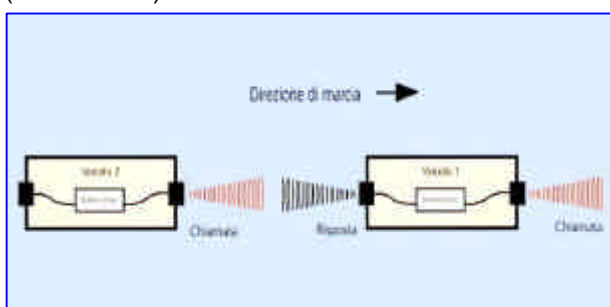 Direzione di marcia
Veicolo 2
Veicolo 1
Chiamata
Risposta
Chiamata